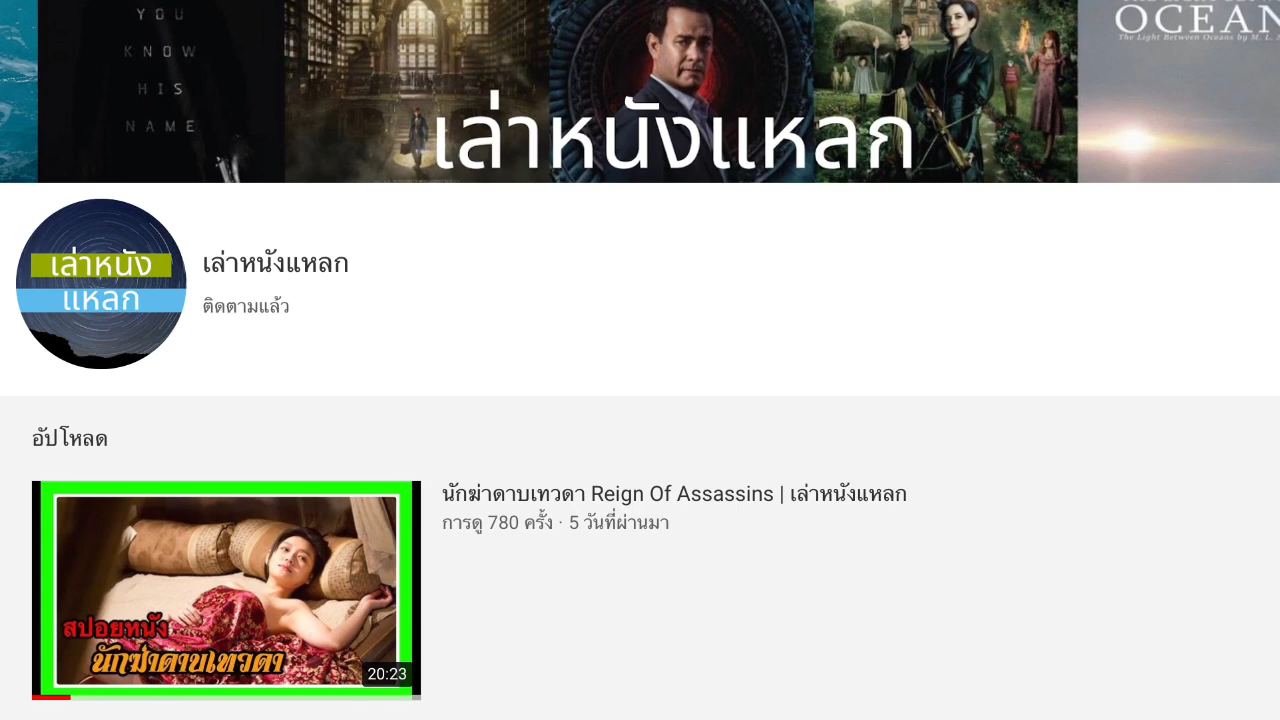 YOU
KNOW
HIS
NAME
OCEAN
The Light Between Oceans by M. L.
เล่าหนังแหลก
เล่าหนัง
แหลก
เล่าหนังแหลก
ติดตามแล้ว
อัปโหลด
นักฆ่าดาบเทวดา Reign Of Assassins | เล่าหนังแหลก
การดู 780 ครั้ง · 5 วันที่ผ่านมา
สปอยหนัง
นักฆ่าดาบเทวดา
20:23